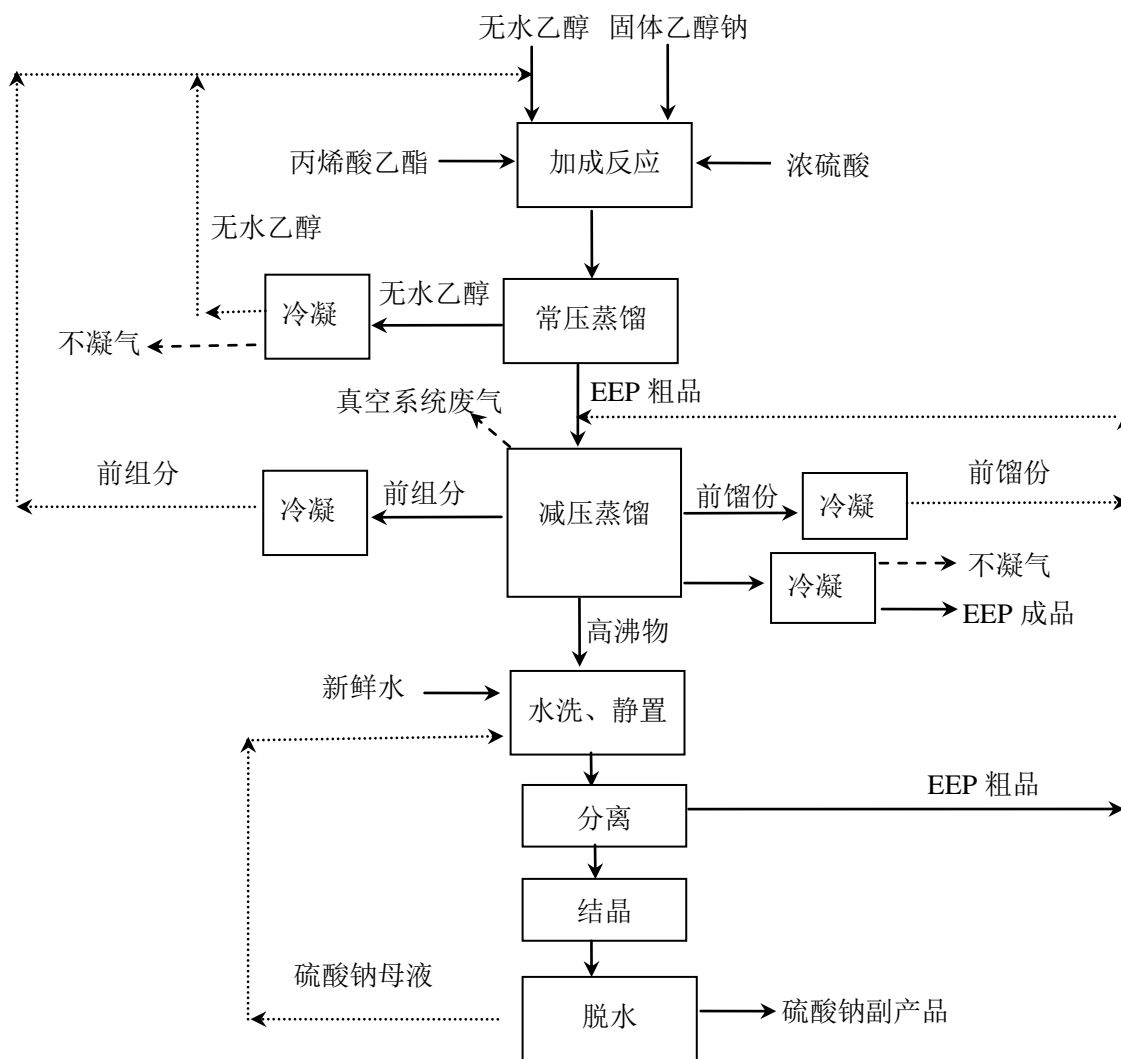 无水乙醇 固体乙醇钠
丙烯酸乙酯
加成反应
浓硫酸
无水乙醇
冷凝
无水乙醇
常压蒸馏
不凝气
EEP 粗品
真空系统废气
前组分
冷凝
前组分
减压蒸馏
前馏份
冷凝
前馏份
冷凝
不凝气
EEP 成品
高沸物
新鲜水
水洗、静置
EEP 粗品
分离
结晶
硫酸钠母液
脱水
硫酸钠副产品